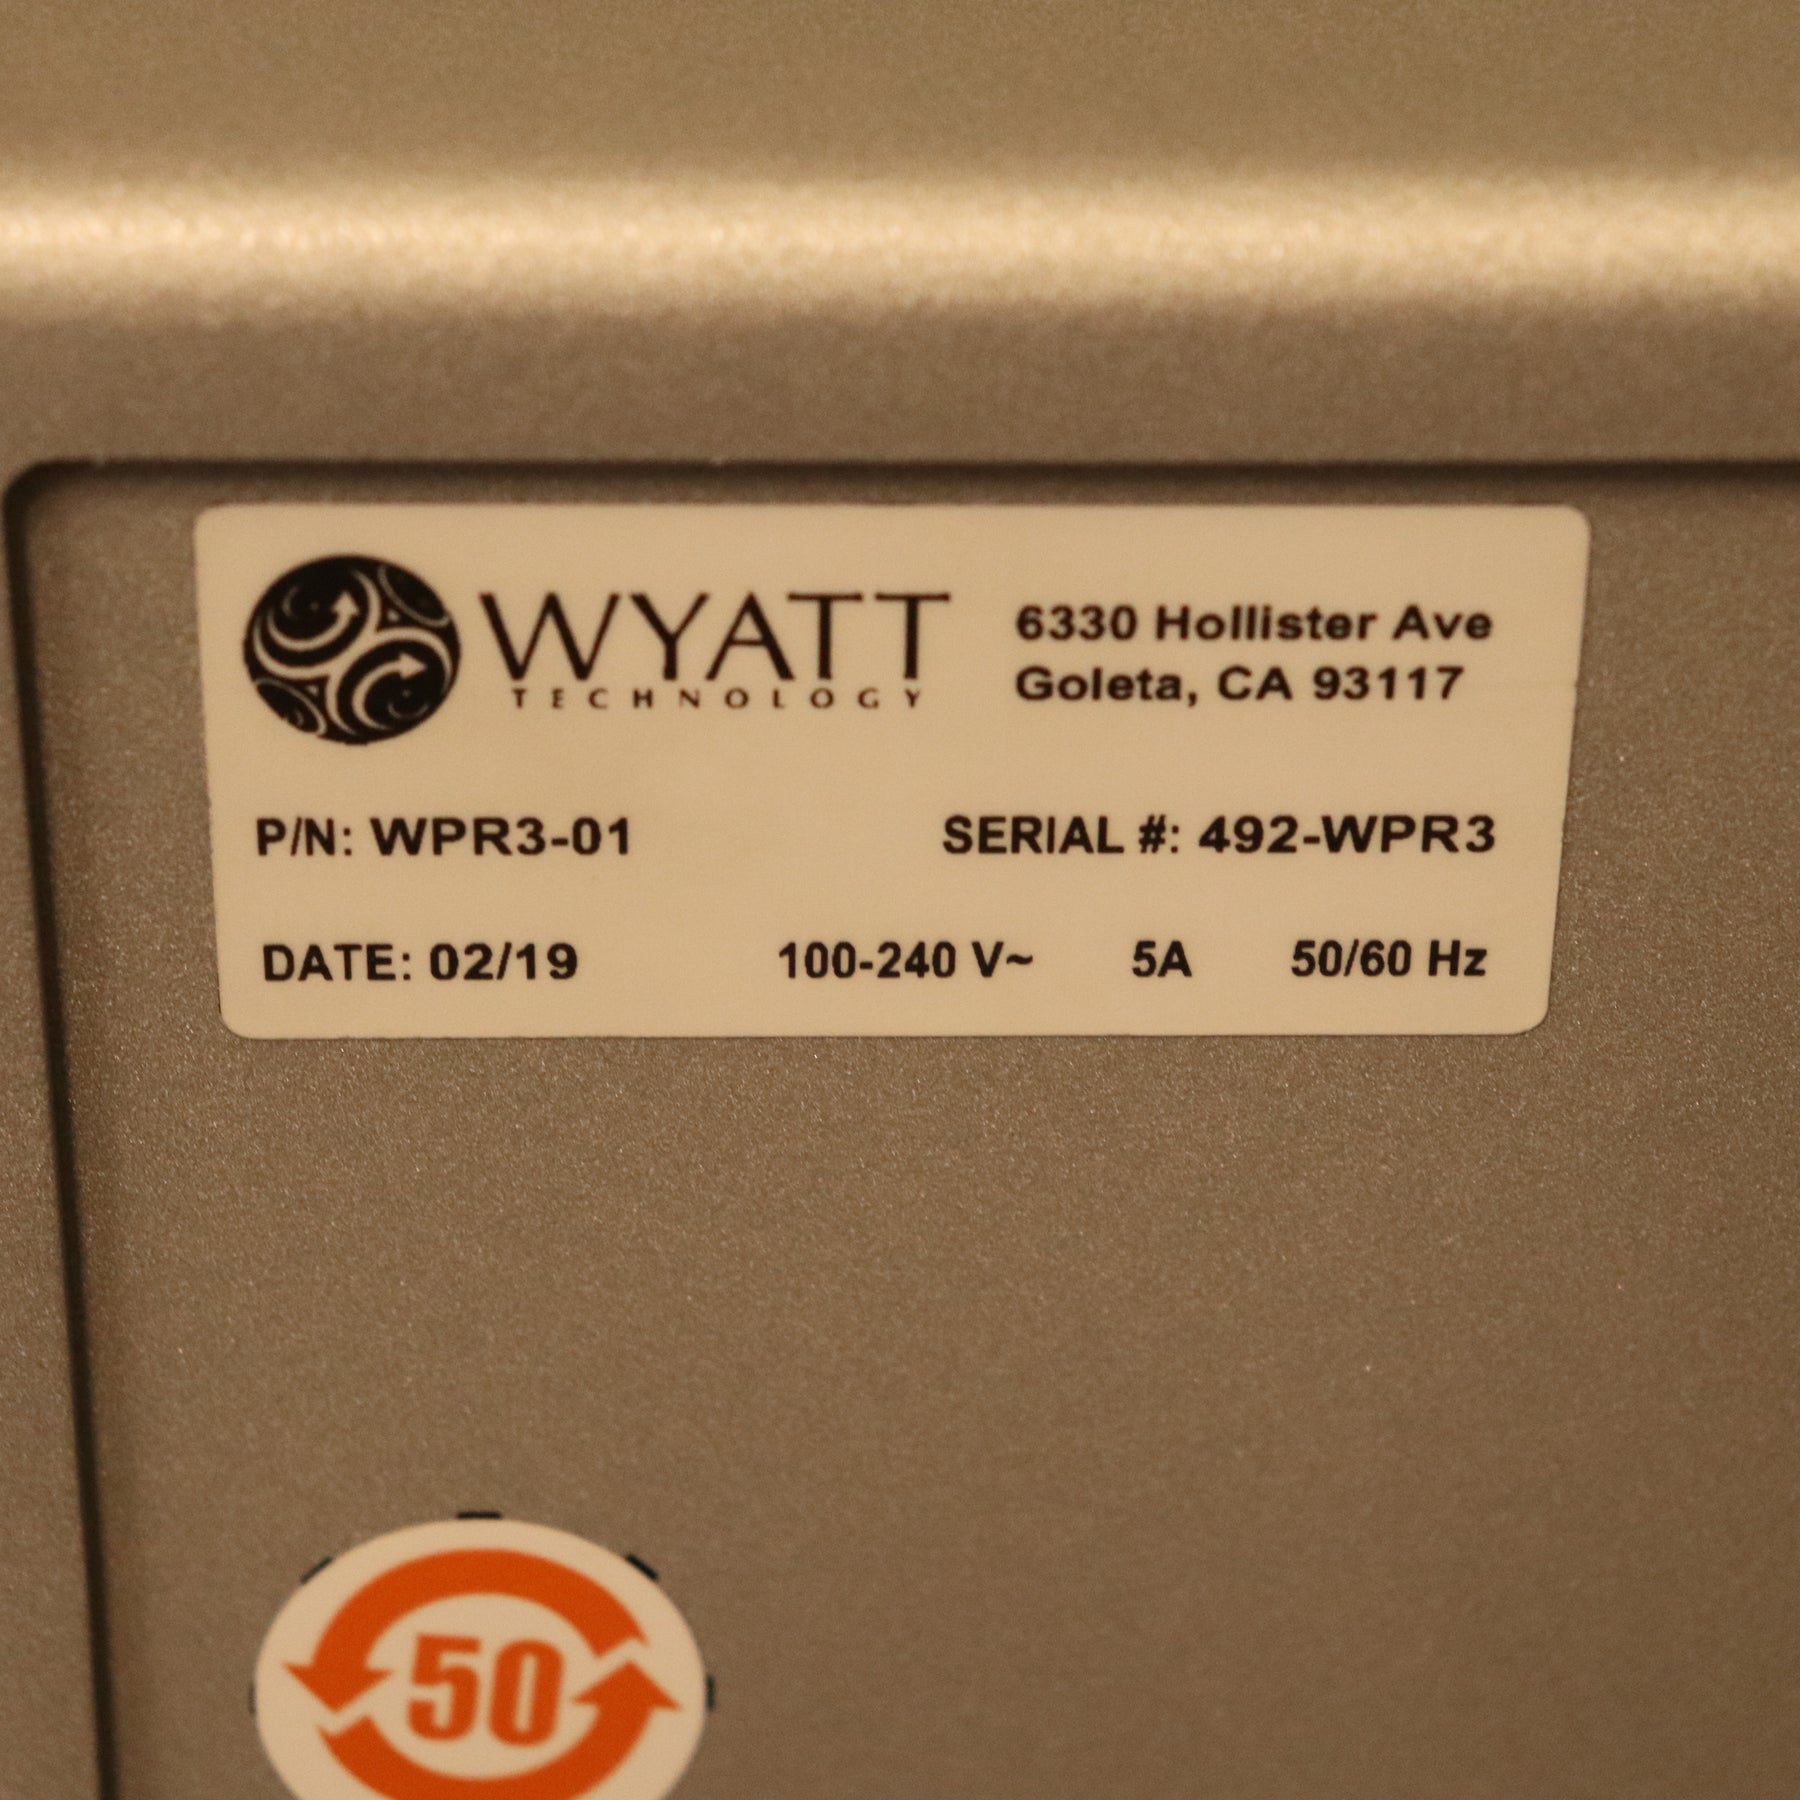 WYATT
TECHNOLOGY
6330 Hollister Ave
Goleta, CA 93117
P/N: WPR3-01 SERIAL #: 492-WPR3
DATE: 02/19 100-240 V~ 5A 50/60 Hz
50